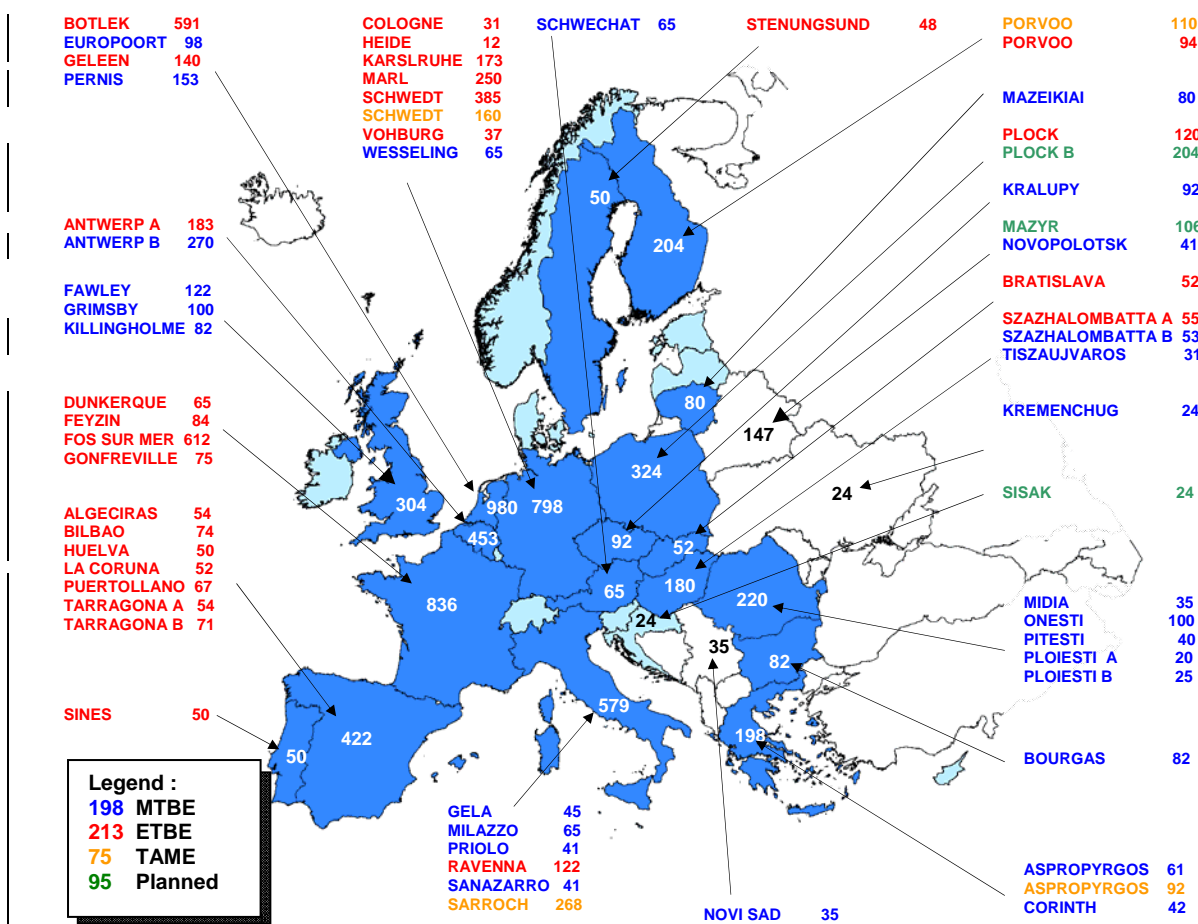 BOTLEK 591
EUROPOORT 98
GELEEN 140
PERNIS 153
COLOGNE 31
HEIDE 12
KARSLRUHE 173
MARL 250
SCHWEDT 385
SCHWEDT 160
VOHBURG 37
WESSELING 65
SCHWECHAT 65
STENUNGSUND 48
PORVOO 110
PORVOO 94
MAZEIKIAI 80
PLOCK 120
PLOCK B 204
KRALUPY 92
MAZYR 106
NOVOPOLOTSK 41
BRATISLAVA 52
SZAZHALOMBATTA A 55
SZAZHALOMBATTA B 53
TISZAUJVAROS 31
KREMENCHUG 24
SISAK 24
ANTWERP A 183
ANTWERP B 270
FAWLEY 122
GRIMSBY 100
KILLINGHOLME 82
DUNKERQUE 65
FEYZIN 84
FOS SUR MER 612
GONFREVILLE 75
ALGECIRAS 54
BILBAO 74
HUELVA 50
LA CORUNA 52
PUERTOLLANO 67
TARRAGONA A 54
TARRAGONA B 71
SINES 50
50
204
80
147
324
24
304
980
798
453
92
52
65
180
836
220
24
35
82
579
198
422
50
MIDIA 35
ONESTI 100
PITESTI 40
PLOIESTI A 20
PLOIESTI B 25
BOURGAS 82
Legend :
198 MTBE
213 ETBE
75 TAME
95 Planned
GELA 45
MILAZZO 65
PRIOLO 41
RAVENNA 122
SANAZARRO 41
SARROCH 268
NOVI SAD 35
ASPROPYRGOS 61
ASPROPYRGOS 92
CORINTH 42